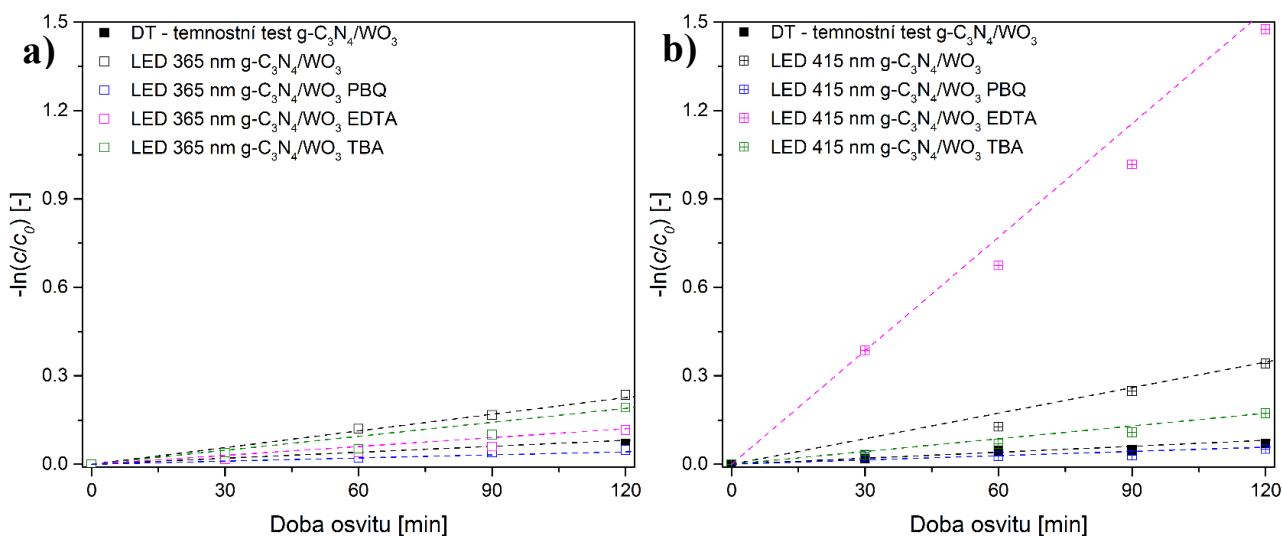 a)
DT - temnostní test g-C₃N₄/WO₃
LED 365 nm g-C₃N₄/WO₃
LED 365 nm g-C₃N₄/WO₃ PBQ
LED 365 nm g-C₃N₄/WO₃ EDTA
LED 365 nm g-C₃N₄/WO₃ TBA
-ln(c/c₀) [-]
1.5
1.2
0.9
0.6
0.3
0.0
0 30 60 90 120
Doba osvitu [min]
b)
DT - temnostní test g-C₃N₄/WO₃
LED 415 nm g-C₃N₄/WO₃
LED 415 nm g-C₃N₄/WO₃ PBQ
LED 415 nm g-C₃N₄/WO₃ EDTA
LED 415 nm g-C₃N₄/WO₃ TBA
-ln(c/c₀) [-]
1.5
1.2
0.9
0.6
0.3
0.0
0 30 60 90 120
Doba osvitu [min]